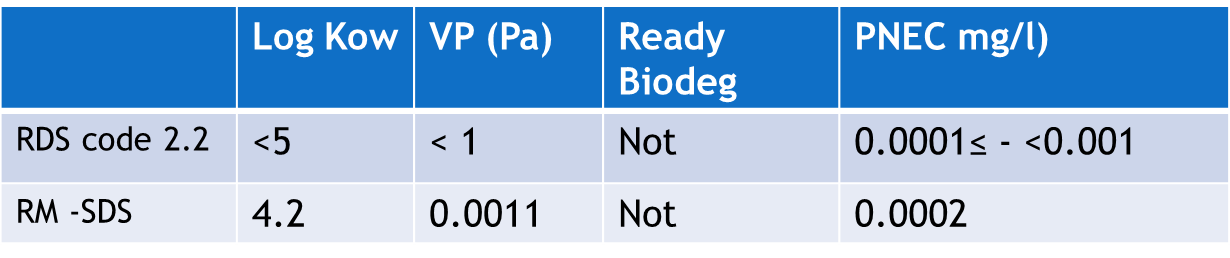 Log Kow VP (Pa) Ready Biodeg PNEC mg/l)
RDS code 2.2 <5 < 1 Not 0.0001≤ - <0.001
RM -SDS 4.2 0.0011 Not 0.0002